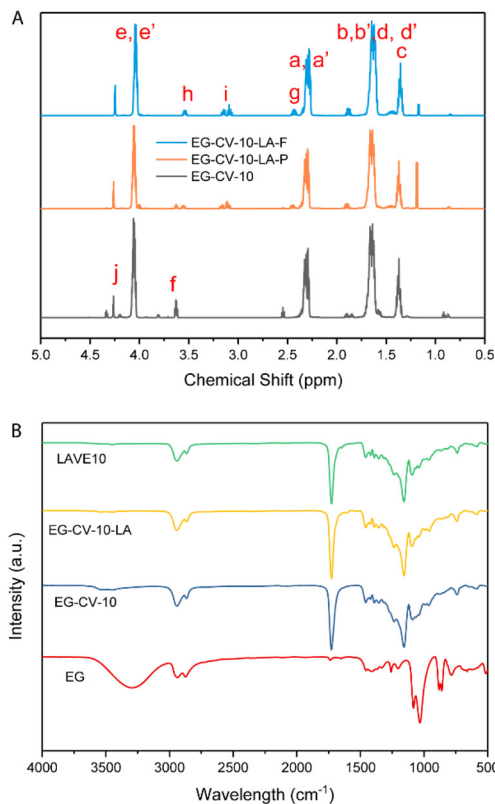 A
e, e’
b,b’,d, d’
a, a’
c
h
i
g
EG-CV-10-LA-F
EG-CV-10-LA-P
EG-CV-10
j
f
5.0 4.5 4.0 3.5 3.0 2.5 2.0 1.5 1.0 0.5
Chemical Shift (ppm)
B
LAVE10
EG-CV-10-LA
EG-CV-10
EG
Intensity (a.u.)
4000 3500 3000 2500 2000 1500 1000 500
Wavelength (cm⁻¹)